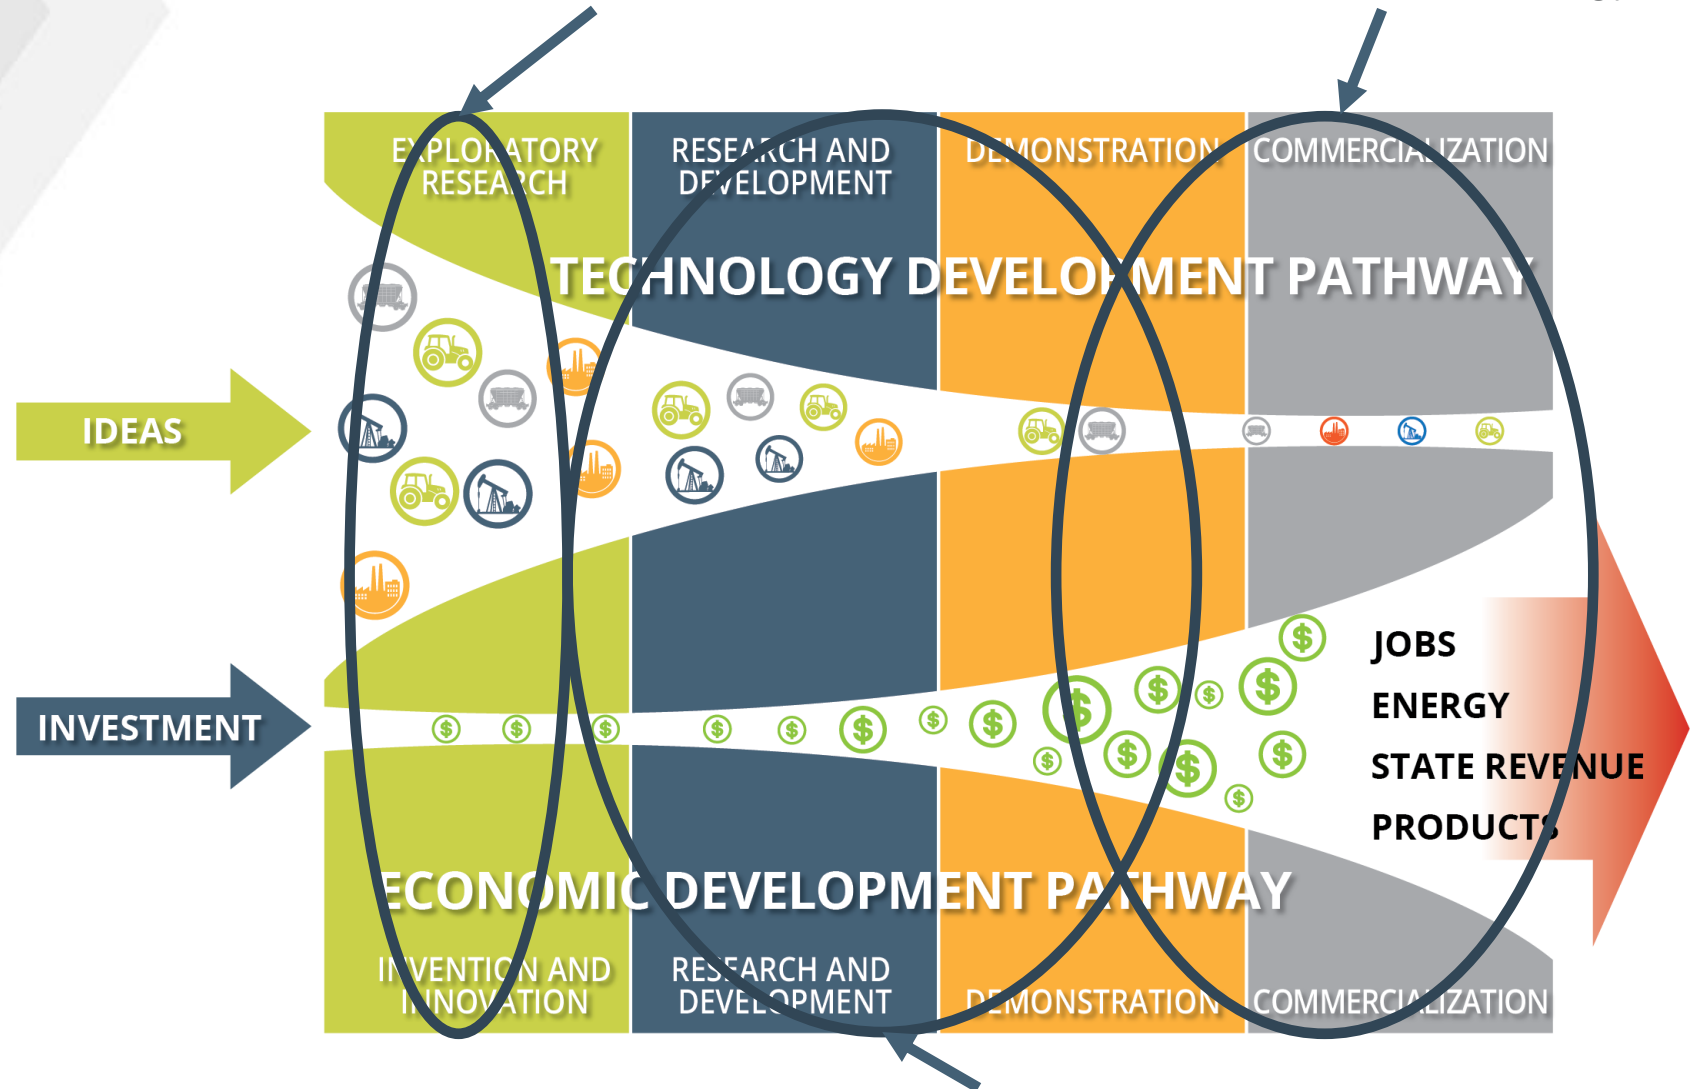 EXPLORATORY
RESEARCH
RESEARCH AND
DEVELOPMENT
DEMONSTRATION
COMMERCIALIZATION
TECHNOLOGY DEVELOPMENT PATHWAY
IDEAS
INVESTMENT
$ $ $ $ $ $ $ $ $ $ $ $ $ $ $ $ $
JOBS
ENERGY
STATE REVENUE
PRODUCTS
ECONOMIC DEVELOPMENT PATHWAY
INVENTION AND
INNOVATION
RESEARCH AND
DEVELOPMENT
DEMONSTRATION
COMMERCIALIZATION